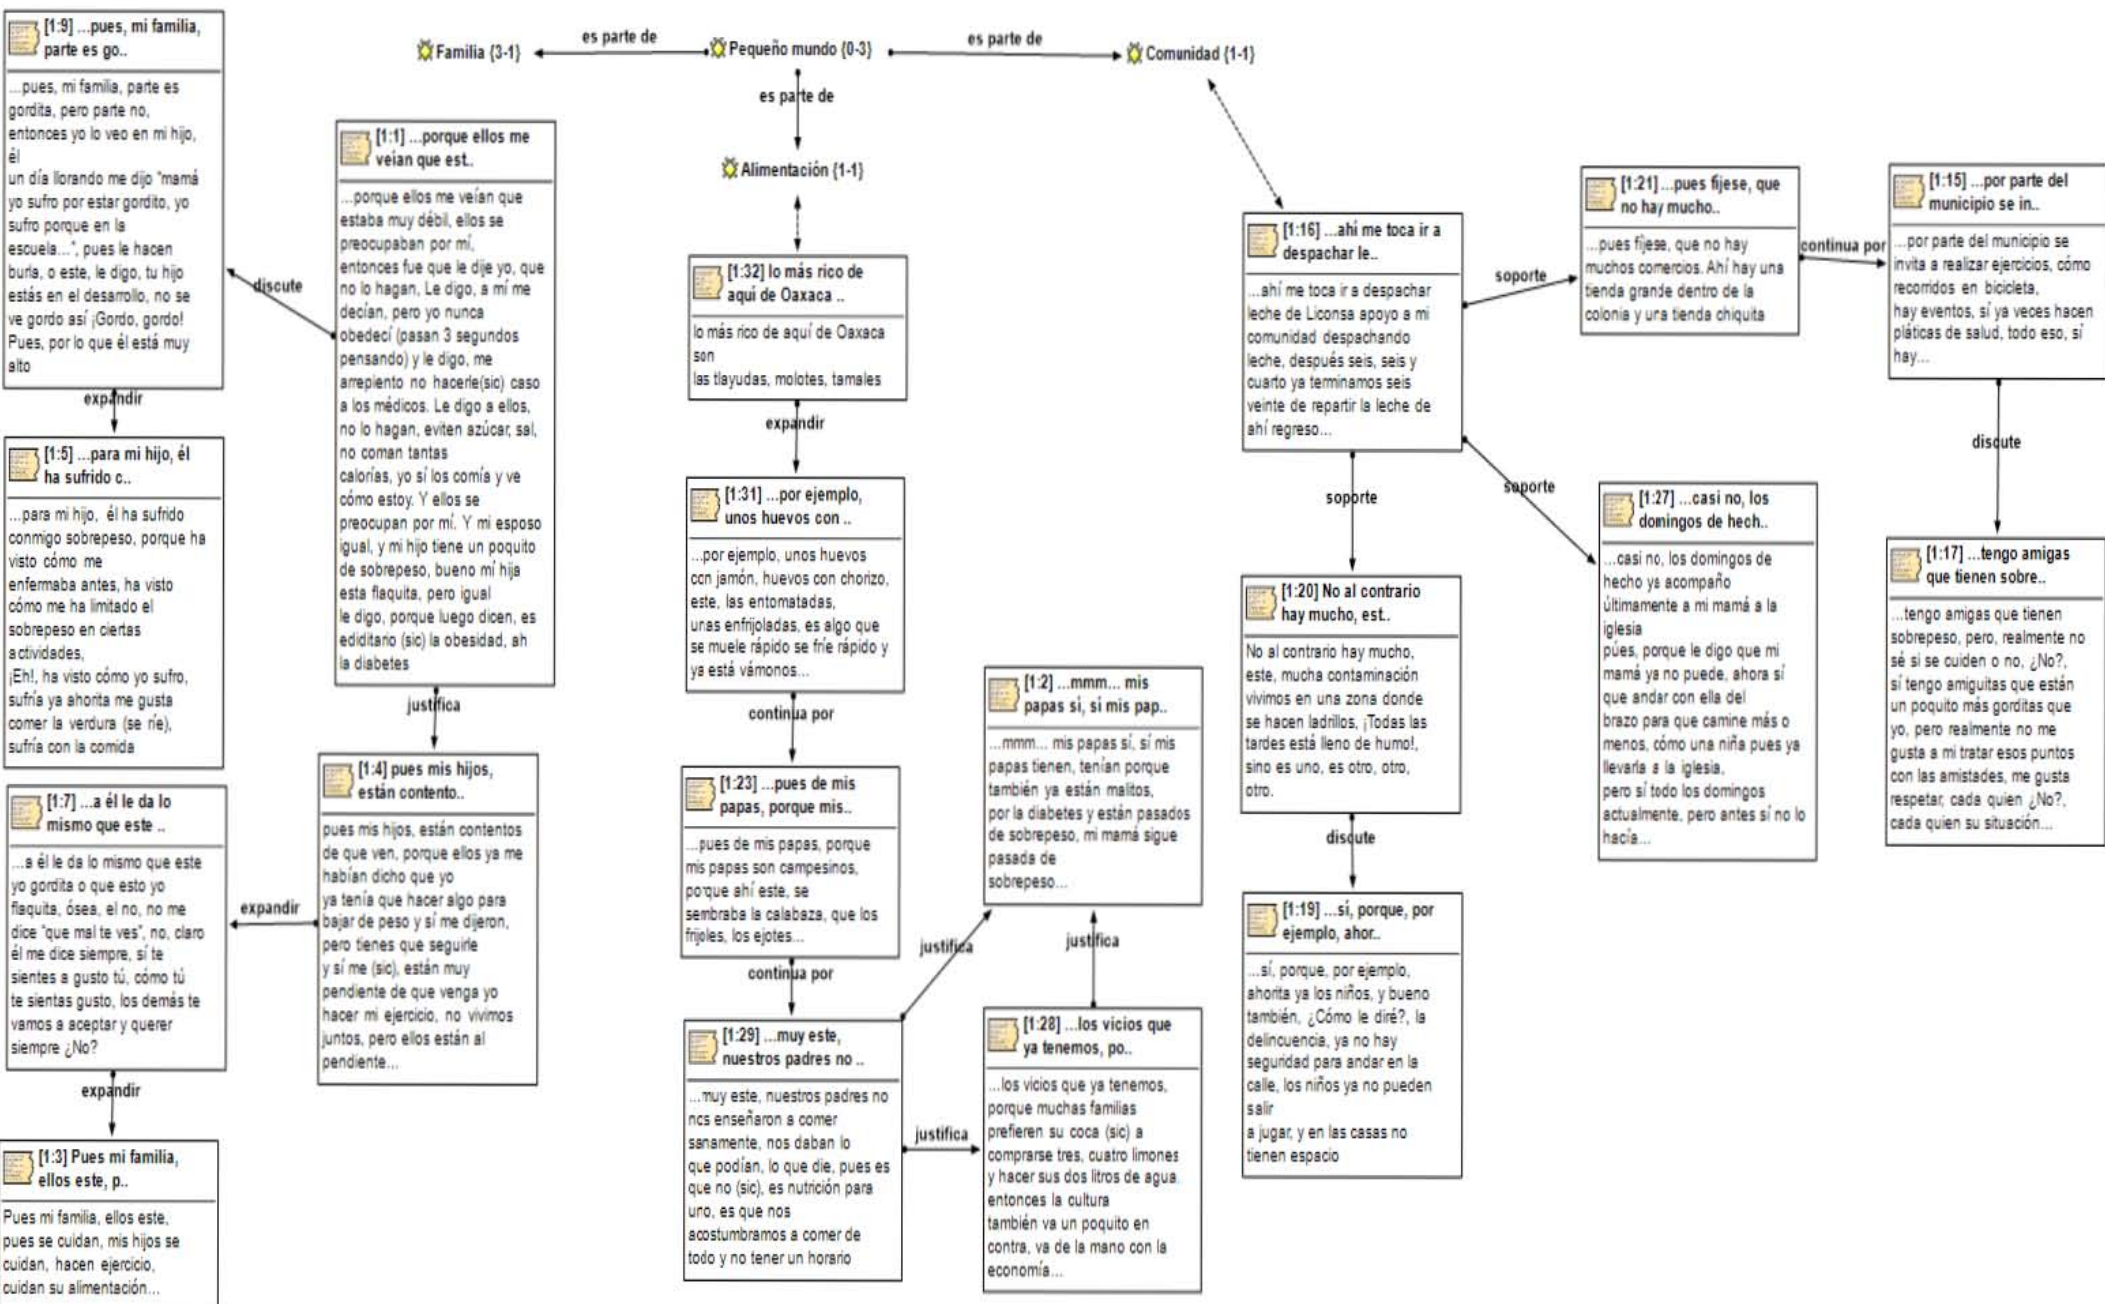 Familia {3-1}
es parte de
Pequeño mundo {0-3}
es parte de
Comunidad {1-1}
es parte de
Alimentación {1-1}
[1:9] ...pues, mi familia,
parte es go..
...pues, mi familia, parte es
gordita, pero parte no,
entonces yo lo veo en mi hijo,
él
un día llorando me dijo "mamá
yo sufro por estar gordito, yo
sufro porque en la
escuela...", pues le hacen
burla, o este, le digo, tu hijo
estás en el desarrollo, no se
ve gordo así ¡Gordo, gordo!
Pues, por lo que él está muy
alto
expandir
[1:5] ...para mi hijo, él
ha sufrido c..
...para mi hijo, él ha sufrido
conmigo sobrepeso, porque ha
visto cómo me
enfermaba antes, ha visto
cómo me ha limitado el
sobrepeso en ciertas
actividades,
¡Eh!, ha visto cómo yo sufro,
sufría ya ahorita me gusta
comer la verdura (se ríe),
sufría con la comida
discute
[1:1] ...porque ellos me
veían que est..
...porque ellos me veían que
estaba muy débil, ellos se
preocupaban por mí,
entonces fue que le dije yo, que
no lo hagan, Le digo, a mí me
decían, pero yo nunca
obedecí (pasan 3 segundos
pensando) y le digo, me
arrepiento no hacerle(sic) caso
a los médicos. Le digo a ellos,
no lo hagan, eviten azúcar, sal,
no coman tantas
calorías, yo sí los comía y ve
cómo estoy. Y ellos se
preocupan por mí. Y mi esposo
igual, y mi hijo tiene un poquito
de sobrepeso, bueno mí hija
esta flaquita, pero igual
le digo, porque luego dicen, es
ediditario (sic) la obesidad, ah
la diabetes
justifica
[1:4] pues mis hijos,
están contento..
pues mis hijos, están contentos
de que ven, porque ellos ya me
habían dicho que yo
ya tenía que hacer algo para
bajar de peso y sí me dijeron,
pero tienes que seguirle
y sí me (sic), están muy
pendiente de que venga yo
hacer mi ejercicio, no vivimos
juntos, pero ellos están al
pendiente...
expandir
[1:7] ...a él le da lo
mismo que este ..
...a él le da lo mismo que este
yo gordita o que esto yo
flaquita, ósea, el no, no me
dice "que mal te ves", no, claro
él me dice siempre, sí te
sientes a gusto tú, cómo tú
te sientas gusto, los demás te
vamos a aceptar y querer
siempre ¿No?
expandir
[1:3] Pues mi familia,
ellos este, p..
Pues mi familia, ellos este,
pues se cuidan, mis hijos se
cuidan, hacen ejercicio,
cuidan su alimentación...
[1:32] lo más rico de
aquí de Oaxaca ..
lo más rico de aquí de Oaxaca
son
las tlayudas, molotes, tamales
expandir
[1:31] ...por ejemplo,
unos huevos con ..
...por ejemplo, unos huevos
con jamón, huevos con chorizo,
este, las entomatadas,
unas enfrijoladas, es algo que
se muele rápido se fríe rápido y
ya está vámonos...
continua por
[1:23] ...pues de mis
papas, porque mis..
...pues de mis papas, porque
mis papas son campesinos,
porque ahí este, se
sembraba la calabaza, que los
frijoles, los ejotes...
continua por
[1:29] ...muy este,
nuestros padres no ..
...muy este, nuestros padres no
nos enseñaron a comer
sanamente, nos daban lo
que podían, lo que die, pues es
que no (sic), es nutrición para
uno, es que nos
acostumbramos a comer de
todo y no tener un horario
justifica
justifica
[1:28] ...los vicios que
ya tenemos, po..
...los vicios que ya tenemos,
porque muchas familias
prefieren su coca (sic) a
comprarse tres, cuatro limones
y hacer sus dos litros de agua.
entonces la cultura
también va un poquito en
contra, va de la mano con la
economía...
justifica
[1:2] ...mmm... mis
papas sí, sí mis pap..
...mmm... mis papas sí, sí mis
papas tienen, tenían porque
también ya están malitos,
por la diabetes y están pasados
de sobrepeso, mi mamá sigue
pasada de
sobrepeso...
[1:16] ...ahí me toca ir a
despachar le..
...ahí me toca ir a despachar
leche de Liconsa apoyo a mi
comunidad despachando
leche, después seis, seis y
cuarto ya terminamos seis
veinte de repartir la leche de
ahí regreso...
soporte
[1:20] No al contrario
hay mucho, est..
No al contrario hay mucho,
este, mucha contaminación
vivimos en una zona donde
se hacen ladrillos, ¡Todas las
tardes está lleno de humo!,
sino es uno, es otro, otro,
otro.
discute
[1:19] ...sí, porque, por
ejemplo, ahor..
...sí, porque, por ejemplo,
ahorita ya los niños, y bueno
también, ¿Cómo le diré?, la
delincuencia, ya no hay
seguridad para andar en la
calle, los niños ya no pueden
salir
a jugar, y en las casas no
tienen espacio
soporte
[1:21] ...pues fíjese, que
no hay mucho..
...pues fíjese, que no hay
muchos comercios. Ahí hay una
tienda grande dentro de la
colonia y una tienda chiquita
continua por
[1:15] ...por parte del
municipio se in..
...por parte del municipio se
invita a realizar ejercicios, cómo
recorridos en bicicleta,
hay eventos, sí ya veces hacen
pláticas de salud, todo eso, sí
hay...
discute
[1:17] ...tengo amigas
que tienen sobre..
...tengo amigas que tienen
sobrepeso, pero, realmente no
sé si se cuiden o no, ¿No?,
sí tengo amiguitas que están
un poquito más gorditas que
yo, pero realmente no me
gusta a mi tratar esos puntos
con las amistades, me gusta
respetar, cada quien ¿No?,
cada quien su situación...
soporte
[1:27] ...casi no, los
domingos de hech..
...casi no, los domingos de
hecho ya acompaño
últimamente a mi mamá a la
iglesia
púes, porque le digo que mi
mamá ya no puede, ahora sí
que andar con ella del
brazo para que camine más o
menos, cómo una niña pues ya
llevarla a la iglesia,
pero sí todo los domingos
actualmente, pero antes sí no lo
hacía...